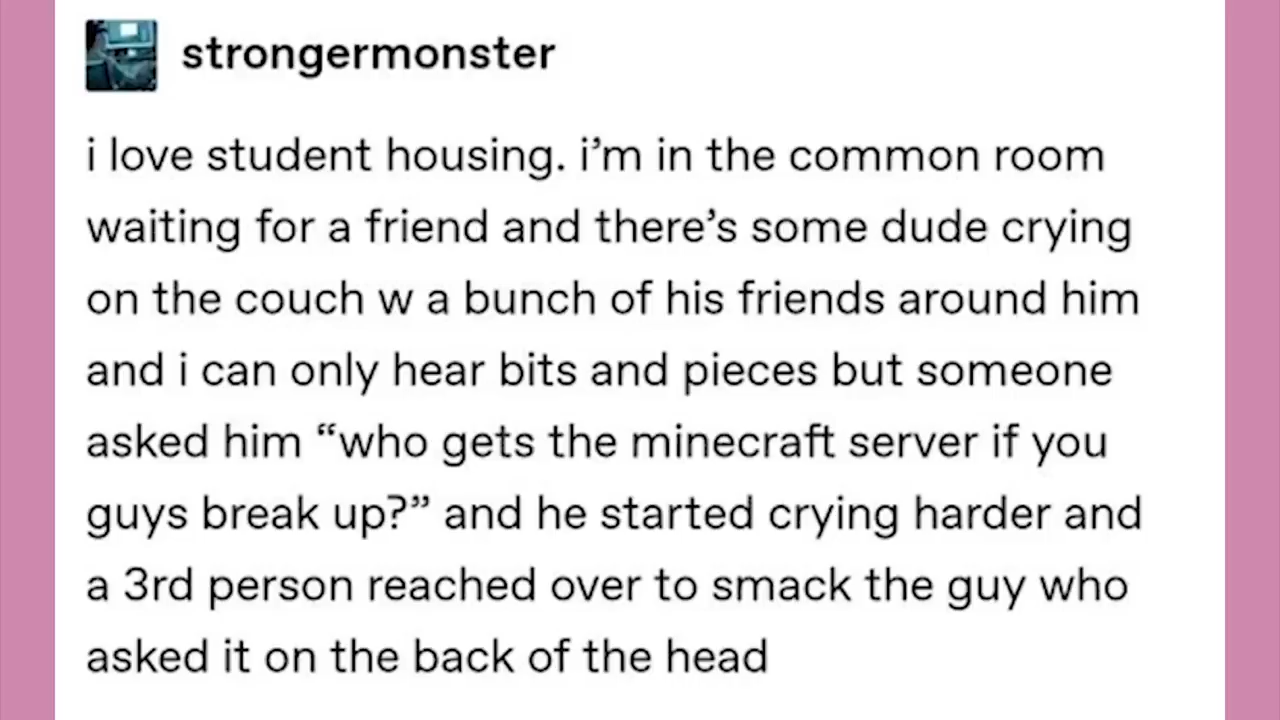 strongermonster
i love student housing. i’m in the common room
waiting for a friend and there’s some dude crying
on the couch w a bunch of his friends around him
and i can only hear bits and pieces but someone
asked him “who gets the minecraft server if you
guys break up?” and he started crying harder and
a 3rd person reached over to smack the guy who
asked it on the back of the head